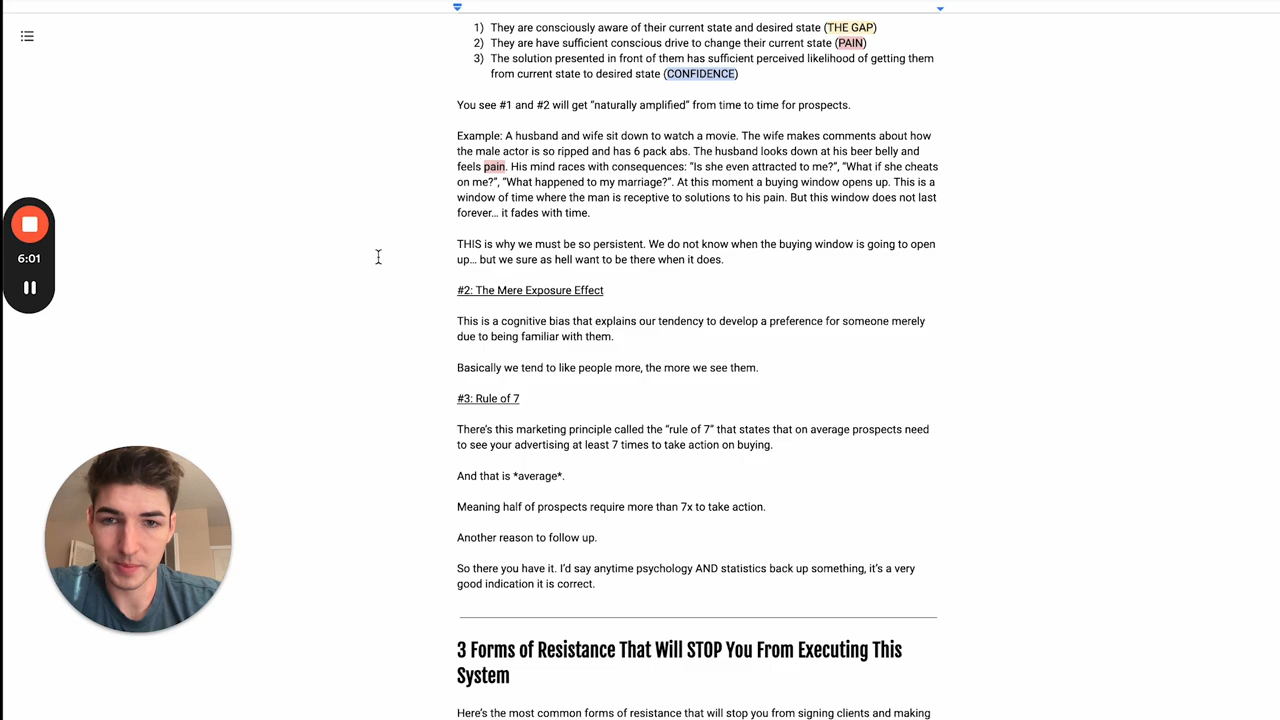 1) They are consciously aware of their current state and desired state (THE GAP)
2) They are have sufficient conscious drive to change their current state (PAIN)
3) The solution presented in front of them has sufficient perceived likelihood of getting them
from current state to desired state (CONFIDENCE)
You see #1 and #2 will get “naturally amplified” from time to time for prospects.
Example: A husband and wife sit down to watch a movie. The wife makes comments about how
the male actor is so ripped and has 6 pack abs. The husband looks down at his beer belly and
feels pain. His mind races with consequences: “Is she even attracted to me?”, “What if she cheats
on me?”, “What happened to my marriage?”. At this moment a buying window opens up. This is a
window of time where the man is receptive to solutions to his pain. But this window does not last
forever… it fades with time.
THIS is why we must be so persistent. We do not know when the buying window is going to open
up… but we sure as hell want to be there when it does.
6:01
#2: The Mere Exposure Effect
This is a cognitive bias that explains our tendency to develop a preference for someone merely
due to being familiar with them.
Basically we tend to like people more, the more we see them.
#3: Rule of 7
There’s this marketing principle called the “rule of 7” that states that on average prospects need
to see your advertising at least 7 times to take action on buying.
And that is *average*.
Meaning half of prospects require more than 7x to take action.
Another reason to follow up.
So there you have it. I’d say anytime psychology AND statistics back up something, it’s a very
good indication it is correct.
3 Forms of Resistance That Will STOP You From Executing This
System
Here’s the most common forms of resistance that will stop you from signing clients and making